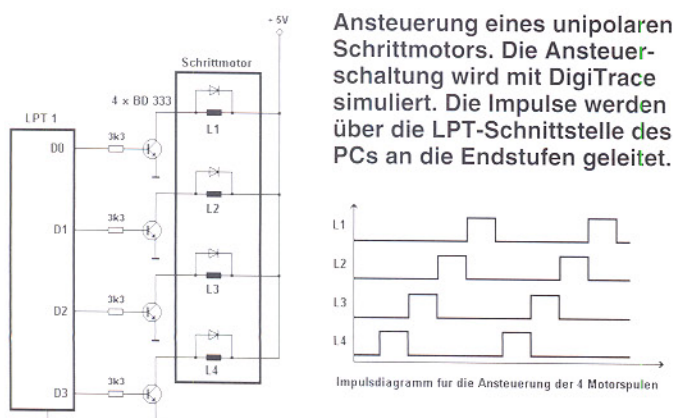 + 5V
Schrittmotor
4 x BD 333
LPT 1
D0
3k3
L1
D1
3k3
L2
D2
3k3
L3
D3
3k3
L4
Ansteuerung eines unipolaren
Schrittmotors. Die Ansteuer-
schaltung wird mit DigiTrace
simuliert. Die Impulse werden
über die LPT-Schnittstelle des
PCs an die Endstufen geleitet.
L1
L2
L3
L4
Impulsdiagramm fur die Ansteuerung der 4 Motorspulen